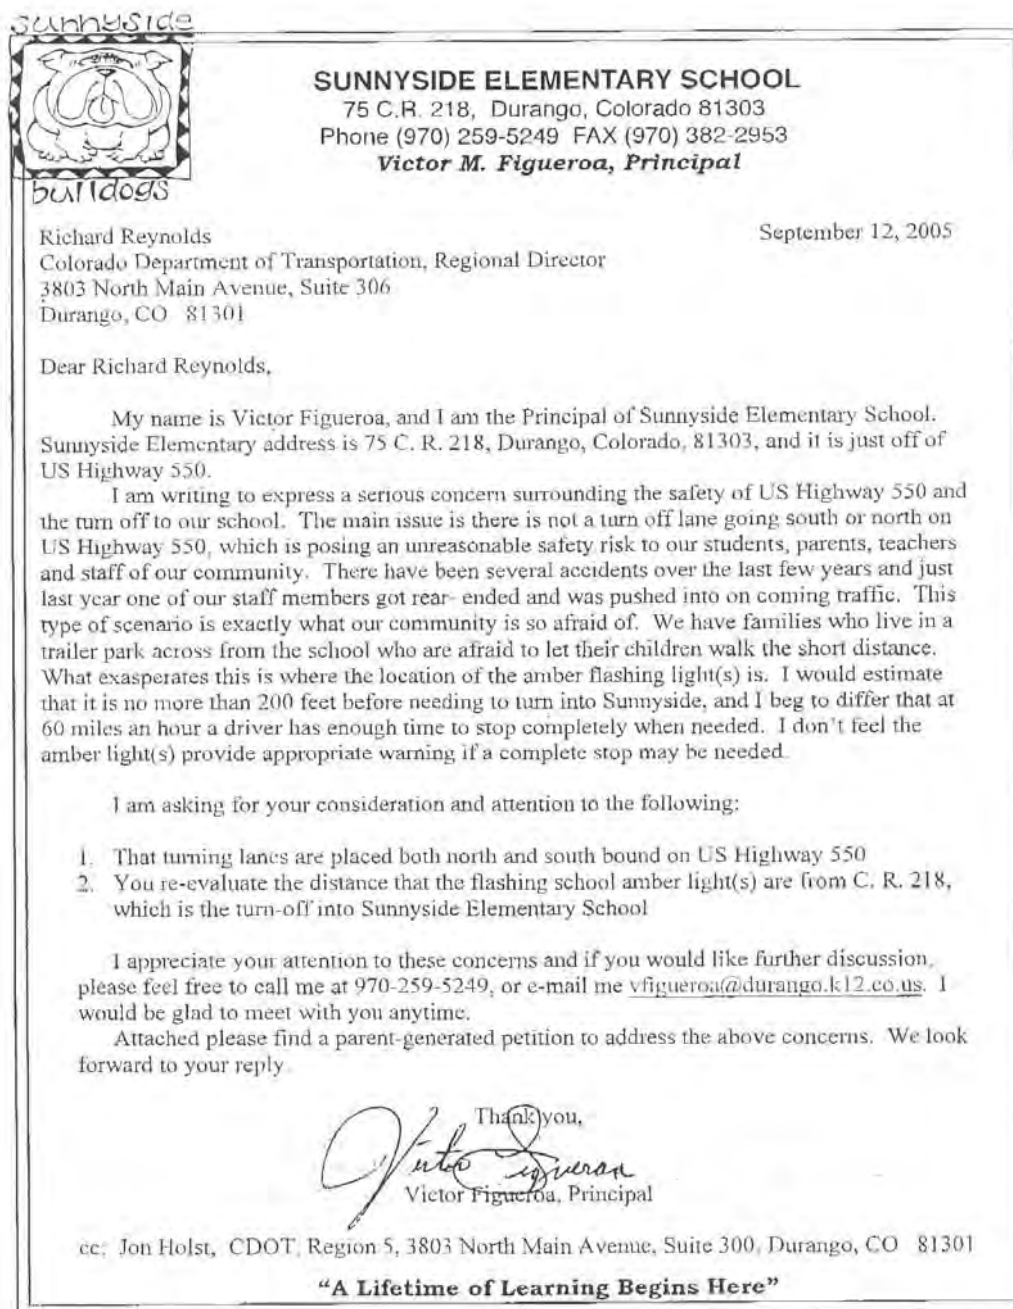 sunnyside
bulldogs
SUNNYSIDE ELEMENTARY SCHOOL
75 C.R. 218, Durango, Colorado 81303
Phone (970) 259-5249 FAX (970) 382-2953
Victor M. Figueroa, Principal
September 12, 2005
Richard Reynolds
Colorado Department of Transportation, Regional Director
3803 North Main Avenue, Suite 306
Durango, CO 81301
Dear Richard Reynolds,
My name is Victor Figueroa, and I am the Principal of Sunnyside Elementary School.
Sunnyside Elementary address is 75 C. R. 218, Durango, Colorado, 81303, and it is just off of
US Highway 550.
I am writing to express a serious concern surrounding the safety of US Highway 550 and
the turn off to our school. The main issue is there is not a turn off lane going south or north on
US Highway 550, which is posing an unreasonable safety risk to our students, parents, teachers
and staff of our community. There have been several accidents over the last few years and just
last year one of our staff members got rear- ended and was pushed into on coming traffic. This
type of scenario is exactly what our community is so afraid of. We have families who live in a
trailer park across from the school who are afraid to let their children walk the short distance.
What exasperates this is where the location of the amber flashing light(s) is. I would estimate
that it is no more than 200 feet before needing to turn into Sunnyside, and I beg to differ that at
60 miles an hour a driver has enough time to stop completely when needed. I don't feel the
amber light(s) provide appropriate warning if a complete stop may be needed.
I am asking for your consideration and attention to the following:
1. That turning lanes are placed both north and south bound on US Highway 550
2. You re-evaluate the distance that the flashing school amber light(s) are from C. R. 218,
which is the turn-off into Sunnyside Elementary School
I appreciate your attention to these concerns and if you would like further discussion,
please feel free to call me at 970-259-5249, or e-mail me vfigueroa@durango.k12.co.us. I
would be glad to meet with you anytime.
Attached please find a parent-generated petition to address the above concerns. We look
forward to your reply.
Thank you,
Victor Figueroa
Victor Figueroa, Principal
cc: Jon Holst, CDOT, Region 5, 3803 North Main Avenue, Suite 300, Durango, CO 81301
"A Lifetime of Learning Begins Here"